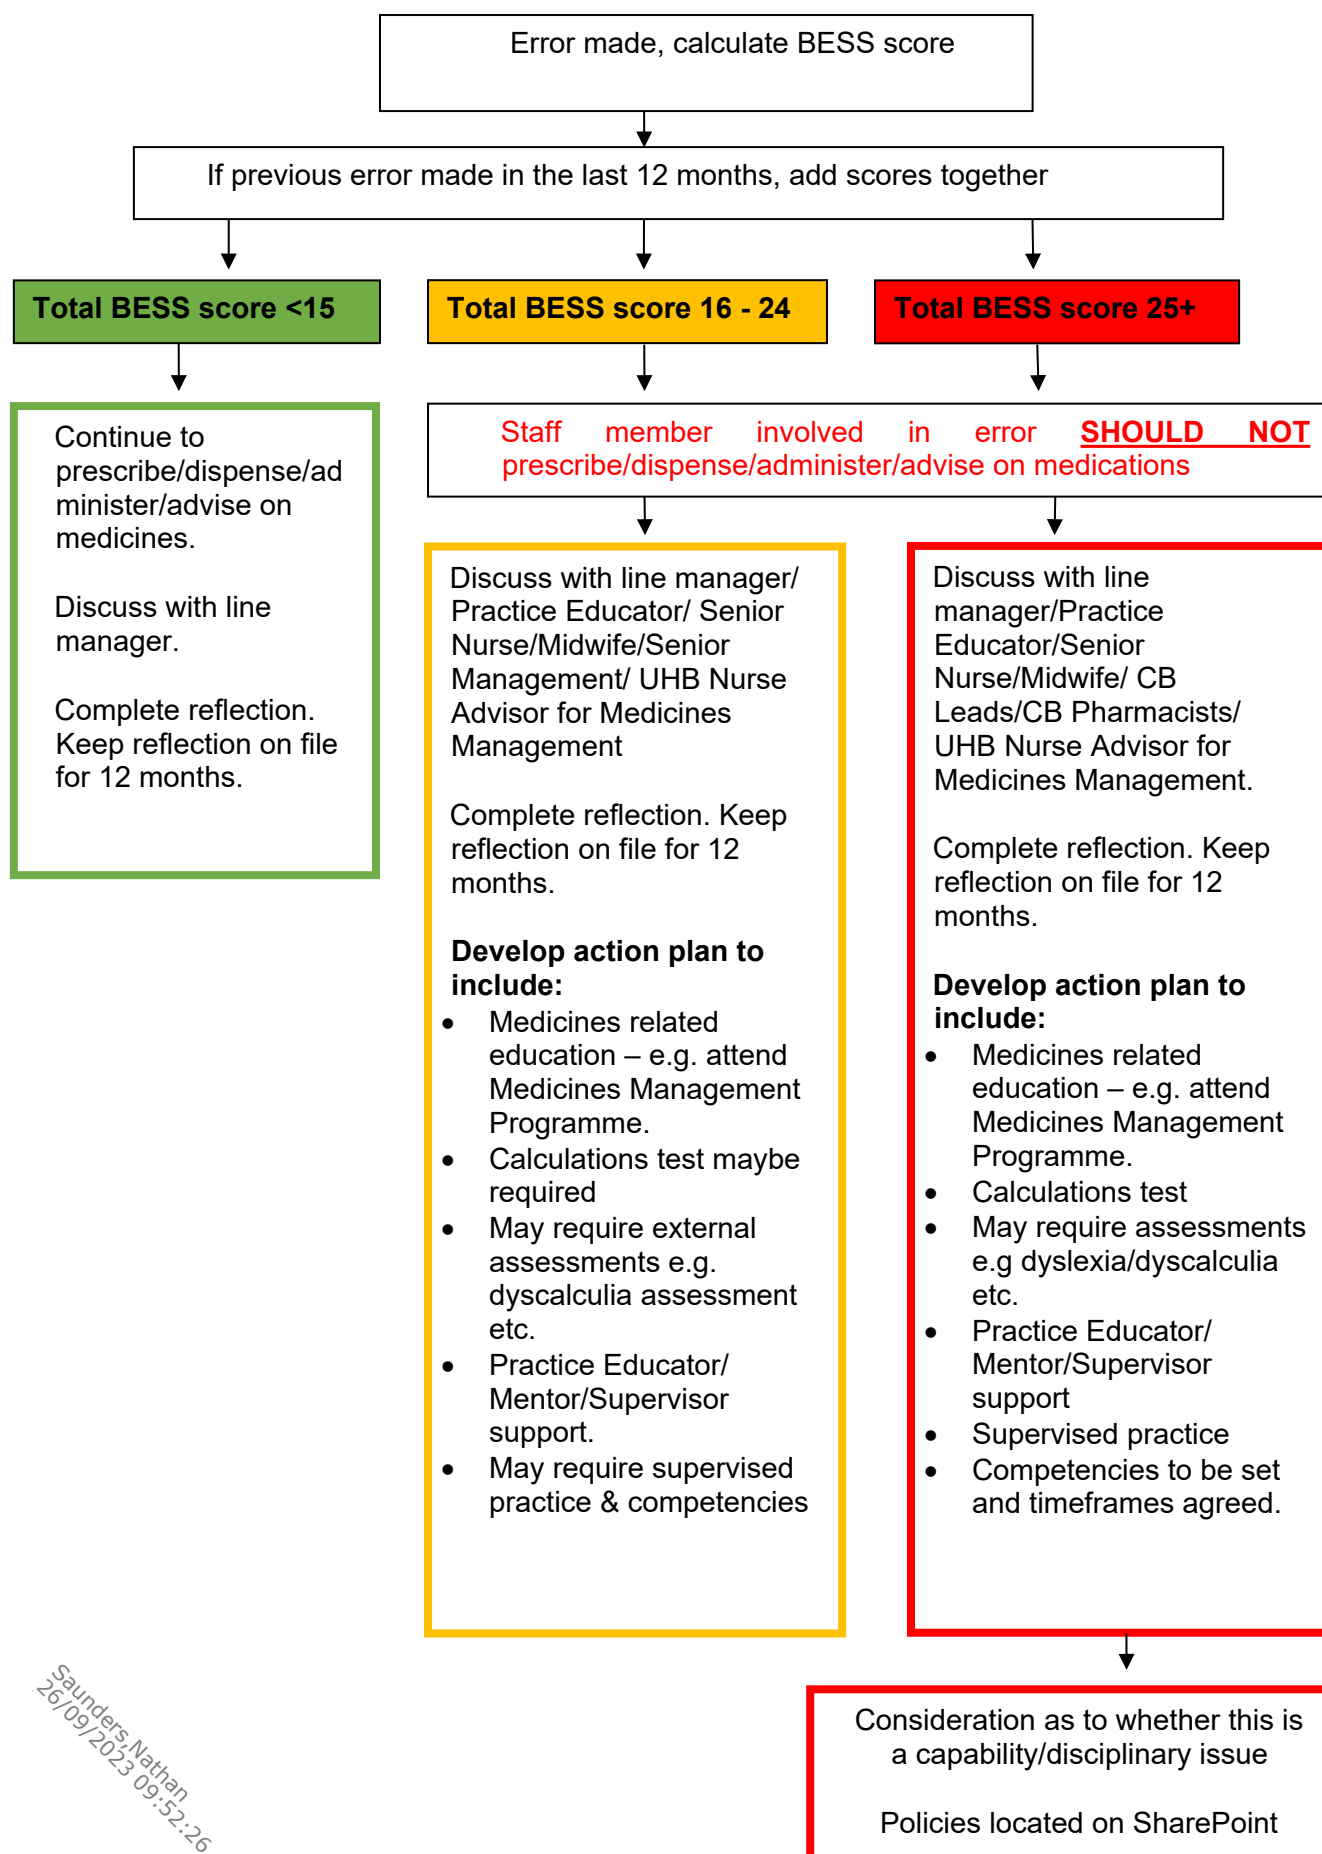 Error made, calculate BESS score
If previous error made in the last 12 months, add scores together
Total BESS score <15
Total BESS score 16 - 24
Total BESS score 25+
Continue to
prescribe/dispense/ad
minister/advise on
medicines.
Discuss with line
manager.
Complete reflection.
Keep reflection on file
for 12 months.
Staff member involved in error SHOULD NOT
prescribe/dispense/administer/advise on medications
Discuss with line manager/
Practice Educator/ Senior
Nurse/Midwife/Senior
Management/ UHB Nurse
Advisor for Medicines
Management
Complete reflection. Keep
reflection on file for 12
months.
Develop action plan to
include:
• Medicines related
education – e.g. attend
Medicines Management
Programme.
• Calculations test maybe
required
• May require external
assessments e.g.
dyscalculia assessment
etc.
• Practice Educator/
Mentor/Supervisor
support.
• May require supervised
practice & competencies
Discuss with line
manager/Practice
Educator/Senior
Nurse/Midwife/ CB
Leads/CB Pharmacists/
UHB Nurse Advisor for
Medicines Management.
Complete reflection. Keep
reflection on file for 12
months.
Develop action plan to
include:
• Medicines related
education – e.g. attend
Medicines Management
Programme.
• Calculations test
• May require assessments
e.g dyslexia/dyscalculia
etc.
• Practice Educator/
Mentor/Supervisor
support
• Supervised practice
• Competencies to be set
and timeframes agreed.
Consideration as to whether this is
a capability/disciplinary issue
Policies located on SharePoint
Saunders,Nathan
26/09/2023 09:52:26